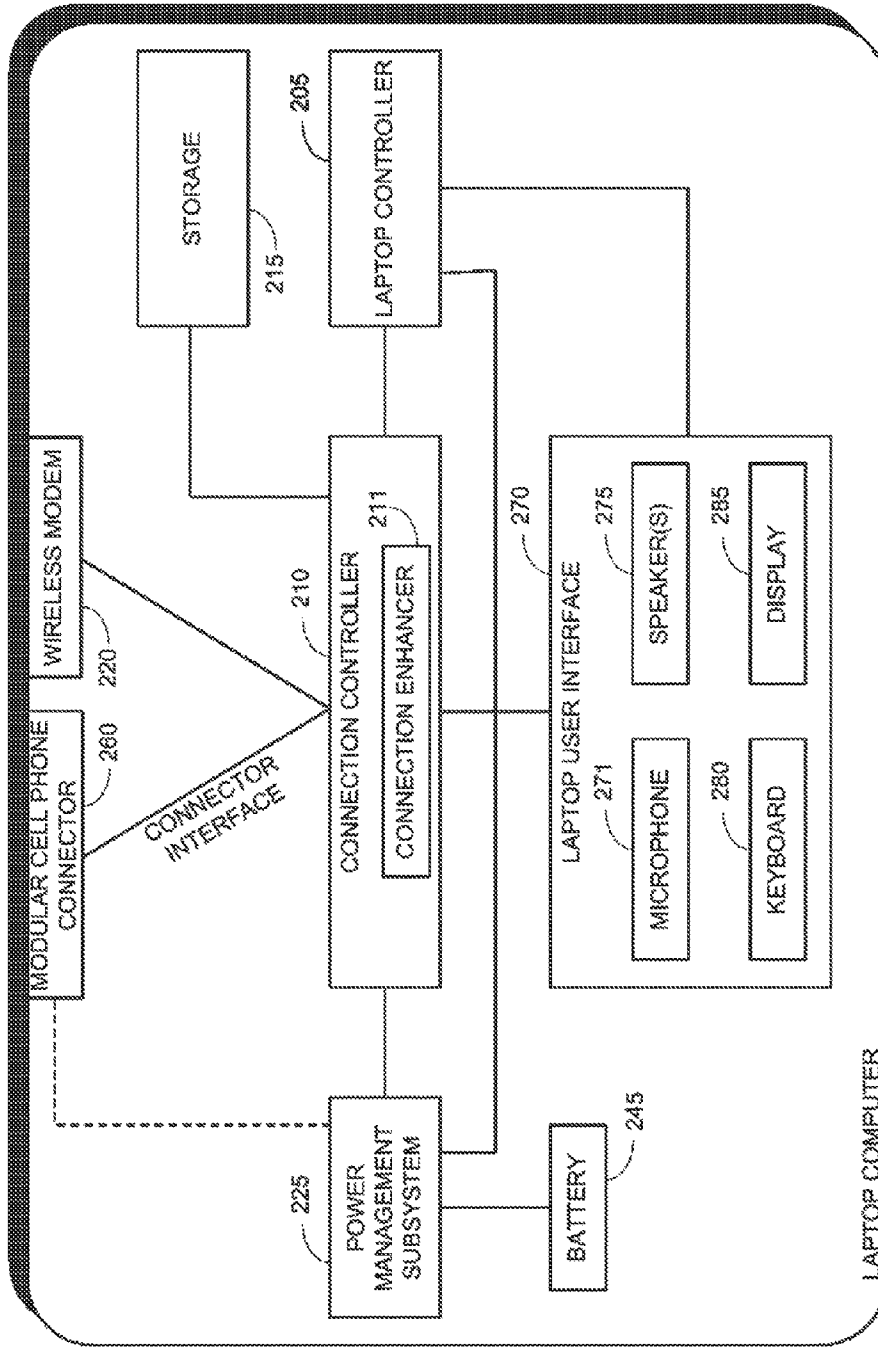 MODULAR CELL PHONE
CONNECTOR
260
WIRELESS MODEM
220
STORAGE
215
CONNECTOR
INTERFACE
225
POWER
MANAGEMENT
SUBSYSTEM
CONNECTION CONTROLLER
210
CONNECTION ENHANCER
211
LAPTOP CONTROLLER
205
BATTERY
245
LAPTOP USER INTERFACE
270
MICROPHONE
271
SPEAKER(S)
275
KEYBOARD
280
DISPLAY
285
LAPTOP COMPUTER